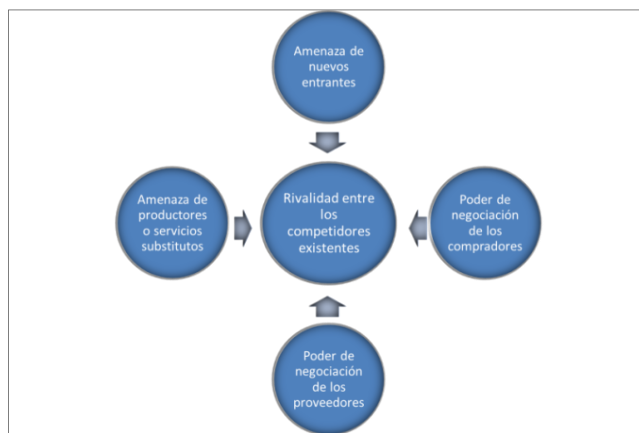 Amenaza de
nuevos
entrantes
Amenaza de
productores
o servicios
substitutos
Rivalidad entre
los
competidores
existentes
Poder de
negociación
de los
compradores
Poder de
negociación
de los
proveedores